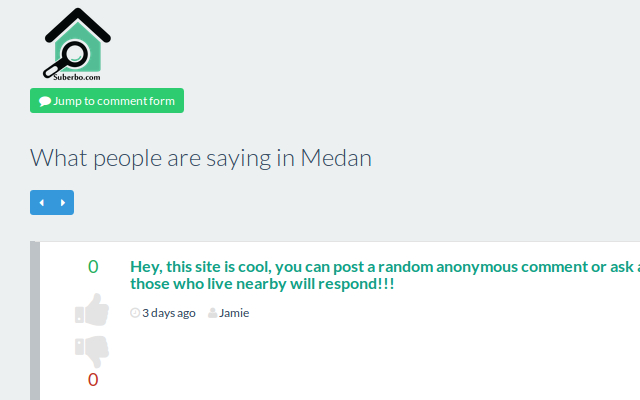 Suberbo.com
Jump to comment form
What people are saying in Medan
0
Hey, this site is cool, you can post a random anonymous comment or ask
those who live nearby will respond!!!
3 days ago Jamie
0